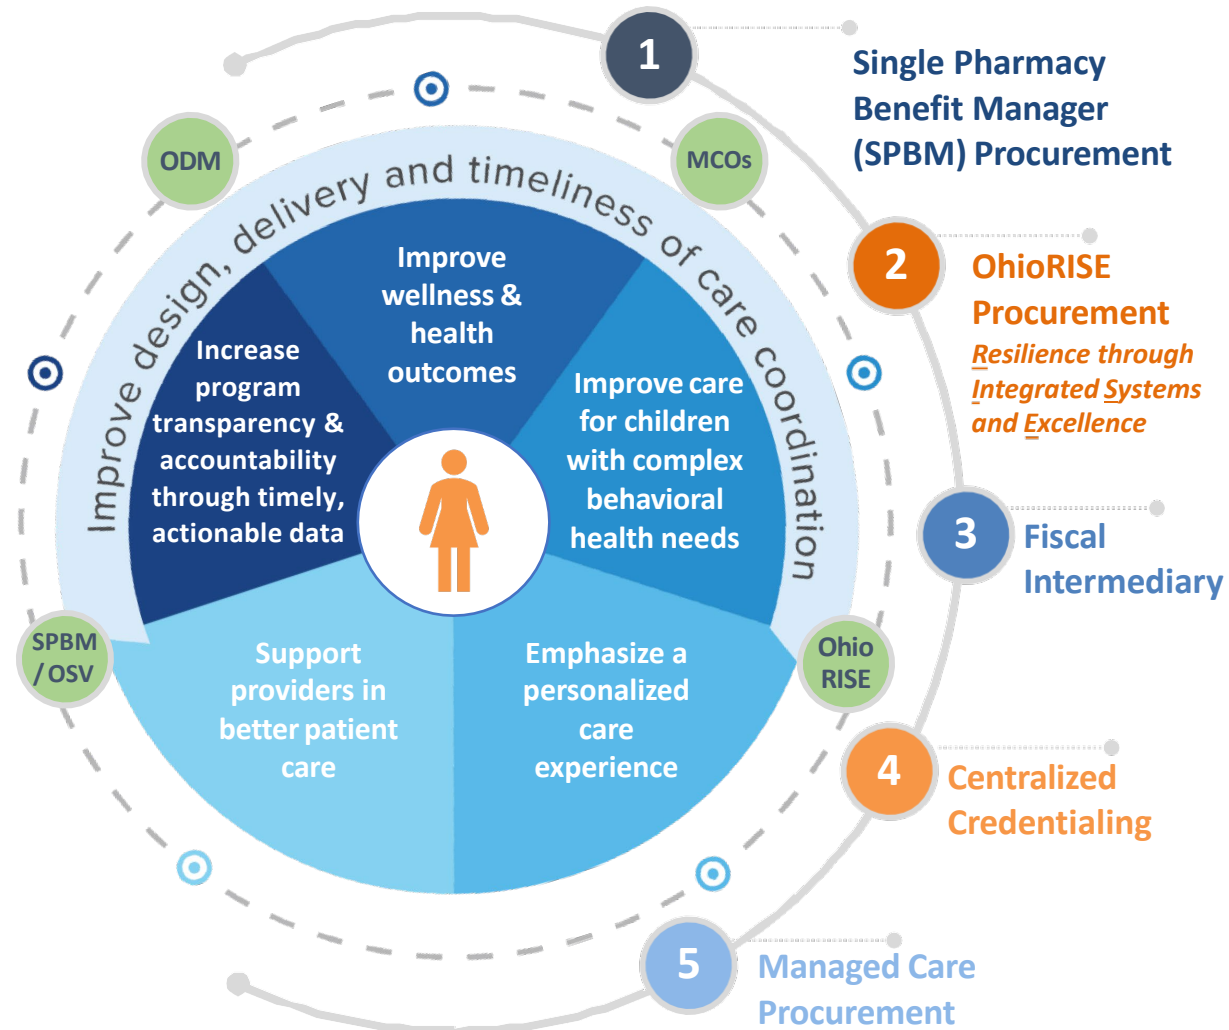 1
Single Pharmacy
Benefit Manager
(SPBM) Procurement
ODM
MCOs
Improve design, delivery and timeliness of care coordination
2
OhioRISE
Procurement
Resilience through
Integrated Systems
and Excellence
Improve
wellness &
health
outcomes
Increase
program
transparency &
accountability
through timely,
actionable data
Improve care
for children
with complex
behavioral
health needs
3
Fiscal
Intermediary
SPBM
/ OSV
Support
providers in
better patient
care
Emphasize a
personalized
care
experience
Ohio
RISE
4
Centralized
Credentialing
5
Managed Care
Procurement